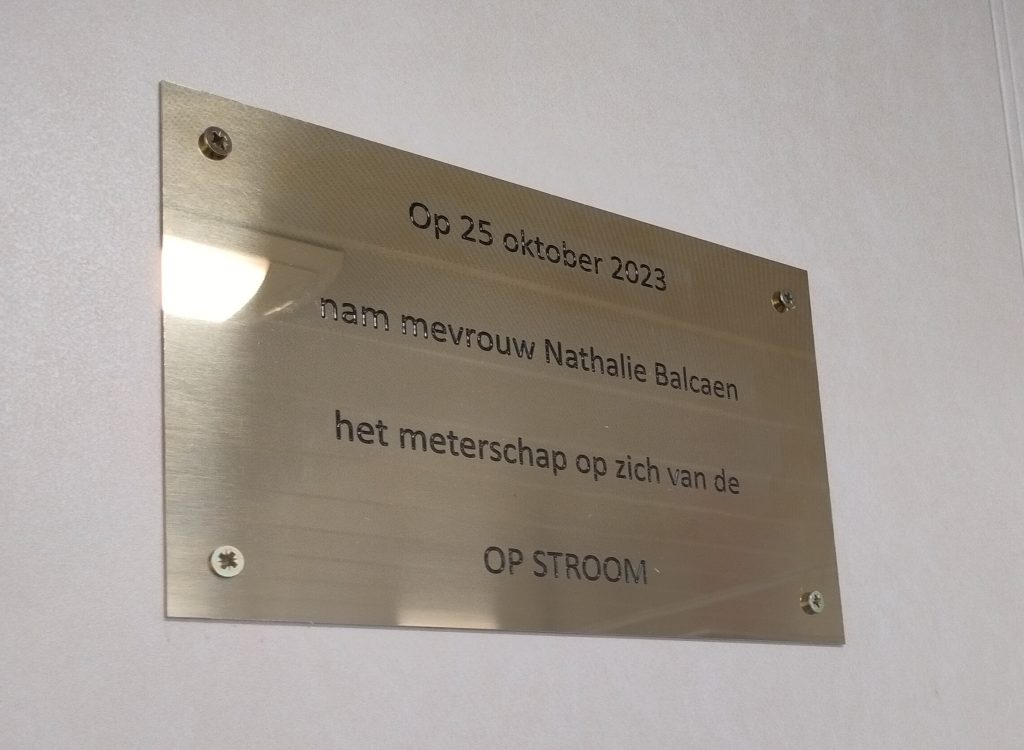 Op 25 oktober 2023
nam mevrouw Nathalie Balcaen
het meterschap op zich van de
OP STROOM